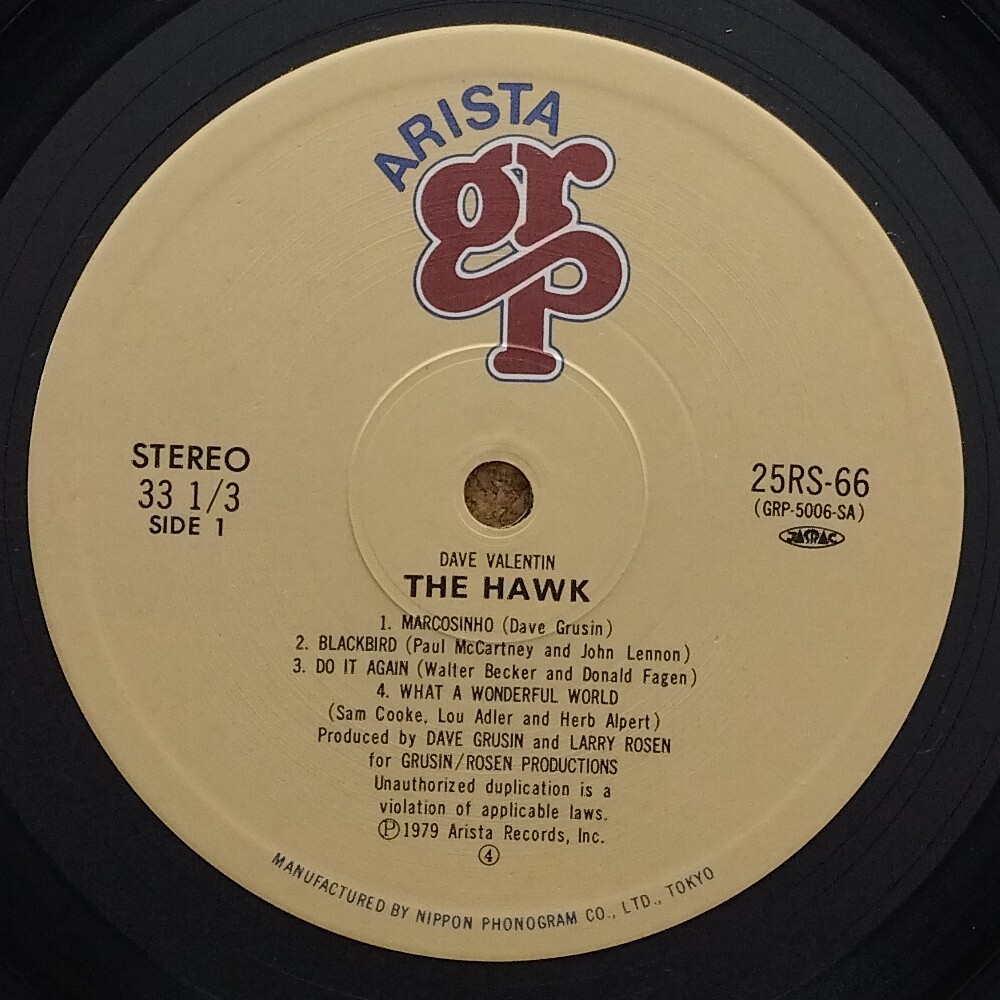 ARISTA
grp
STEREO
33 1/3
SIDE 1
25RS-66
(GRP-5006-SA)
JASRAC
DAVE VALENTIN
THE HAWK
1. MARCOSINHO (Dave Grusin)
2. BLACKBIRD (Paul McCartney and John Lennon)
3. DO IT AGAIN (Walter Becker and Donald Fagen)
4. WHAT A WONDERFUL WORLD
(Sam Cooke, Lou Adler and Herb Alpert)
Produced by DAVE GRUSIN and LARRY ROSEN
for GRUSIN/ROSEN PRODUCTIONS
Unauthorized duplication is a
violation of applicable laws.
Ⓟ1979 Arista Records, Inc.
④
MANUFACTURED BY NIPPON PHONOGRAM CO., LTD., TOKYO